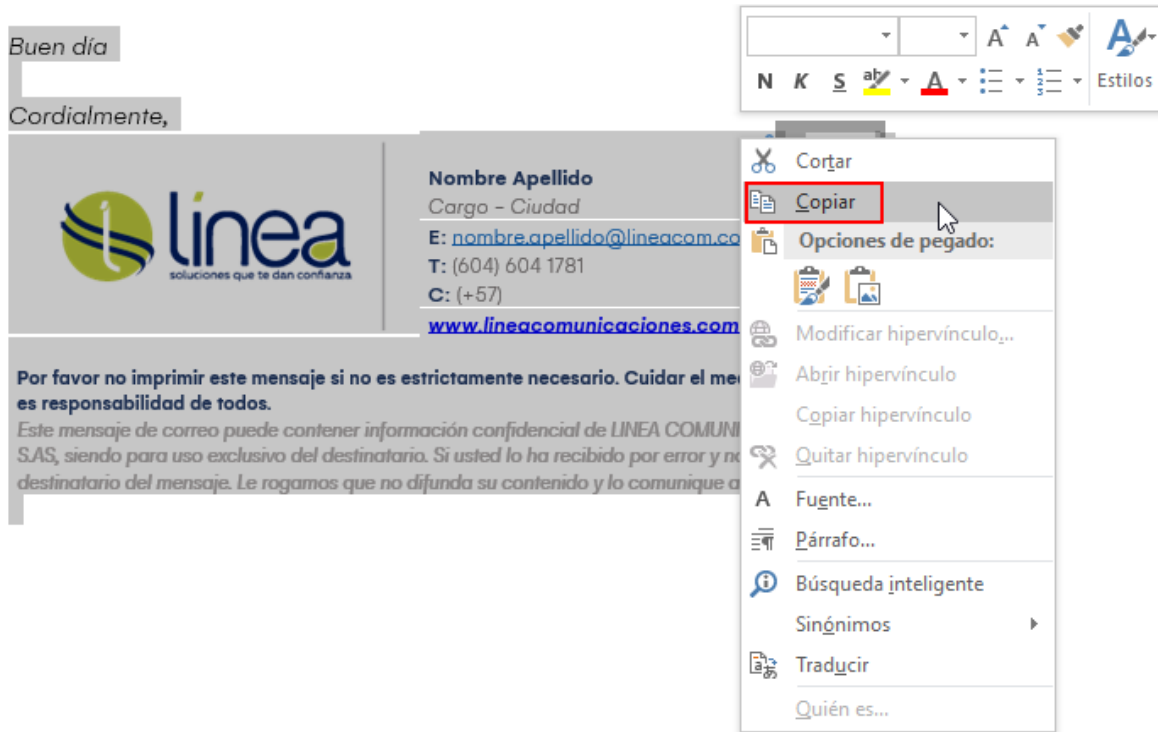 Buen día
Cordialmente,
línea
soluciones que te dan confianza
Nombre Apellido
Cargo - Ciudad
E: nombre.apellido@lineacom.co
T: (604) 604 1781
C: (+57)
www.lineacomunicaciones.com
Por favor no imprimir este mensaje si no es estrictamente necesario. Cuidar el
es responsabilidad de todos.
Este mensaje de correo puede contener información confidencial de LINEA
S.AS, siendo para uso exclusivo del destinatario. Si usted lo ha recibido por error y
destinatario del mensaje. Le rogamos que no difunda su contenido y lo comunique
A A A
N K S ab A Estilos
Cortar
Copiar
Opciones de pegado:
Modificar hipervínculo...
Abrir hipervínculo
Copiar hipervínculo
Quitar hipervínculo
A Fuente...
Párrafo...
Búsqueda inteligente
Sinónimos
Traducir
Quién es...